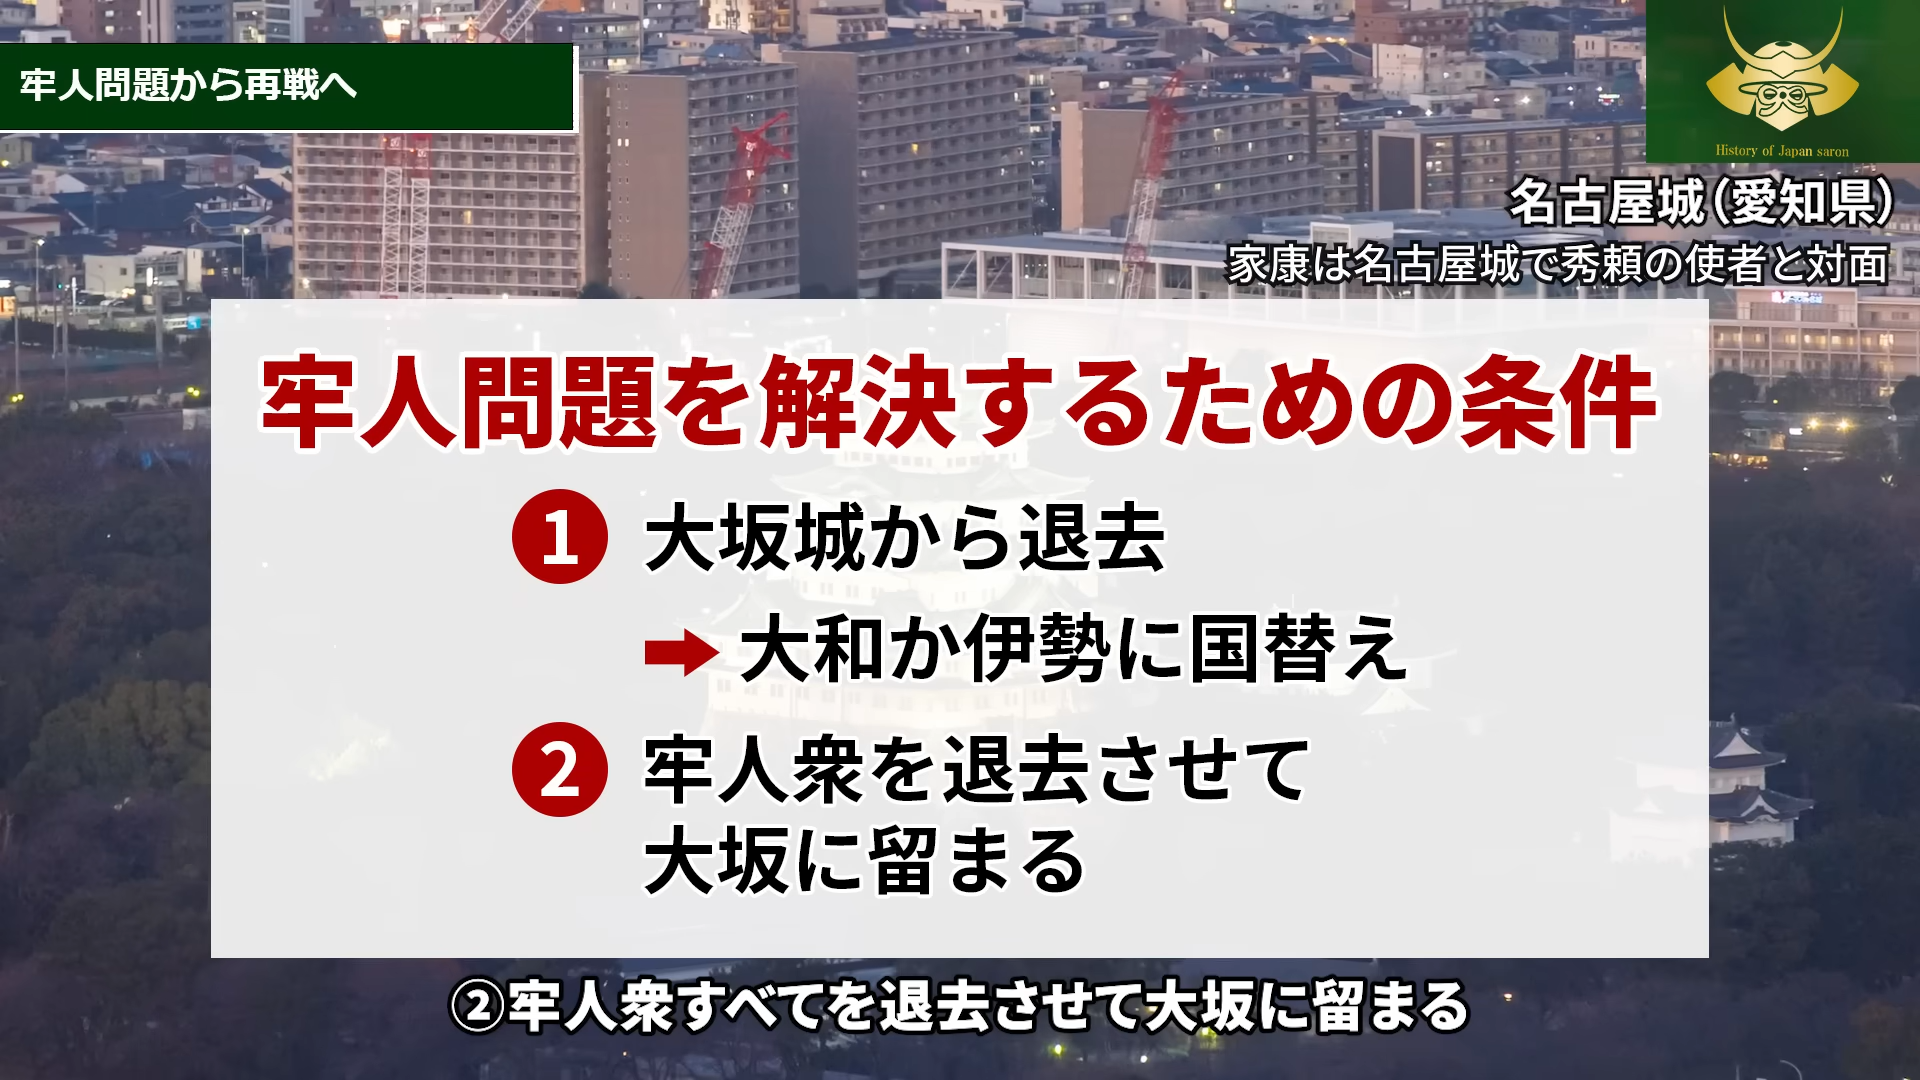 牢人問題から再戦へ
History of Japan saron
名古屋城(愛知県)
家康は名古屋城で秀頼の使者と対面
牢人問題を解決するための条件
1 大坂城から退去
➡ 大和か伊勢に国替え
2 牢人衆を退去させて
大坂に留まる
②牢人衆すべてを退去させて大坂に留まる